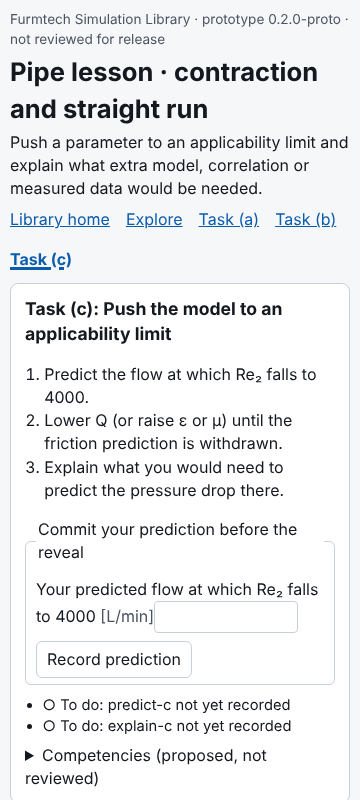 Furmtech Simulation Library · prototype 0.2.0-proto ·
not reviewed for release
Pipe lesson · contraction
and straight run
Push a parameter to an applicability limit and
explain what extra model, correlation or
measured data would be needed.
Library home Explore Task (a) Task (b)
Task (c)
Task (c): Push the model to an
applicability limit
1. Predict the flow at which Re₂ falls to
4000.
2. Lower Q (or raise ε or μ) until the
friction prediction is withdrawn.
3. Explain what you would need to
predict the pressure drop there.
Commit your prediction before the
reveal
Your predicted flow at which Re₂ falls
to 4000 [L/min]
Record prediction
• ○ To do: predict-c not yet recorded
• ○ To do: explain-c not yet recorded
▶ Competencies (proposed, not
reviewed)